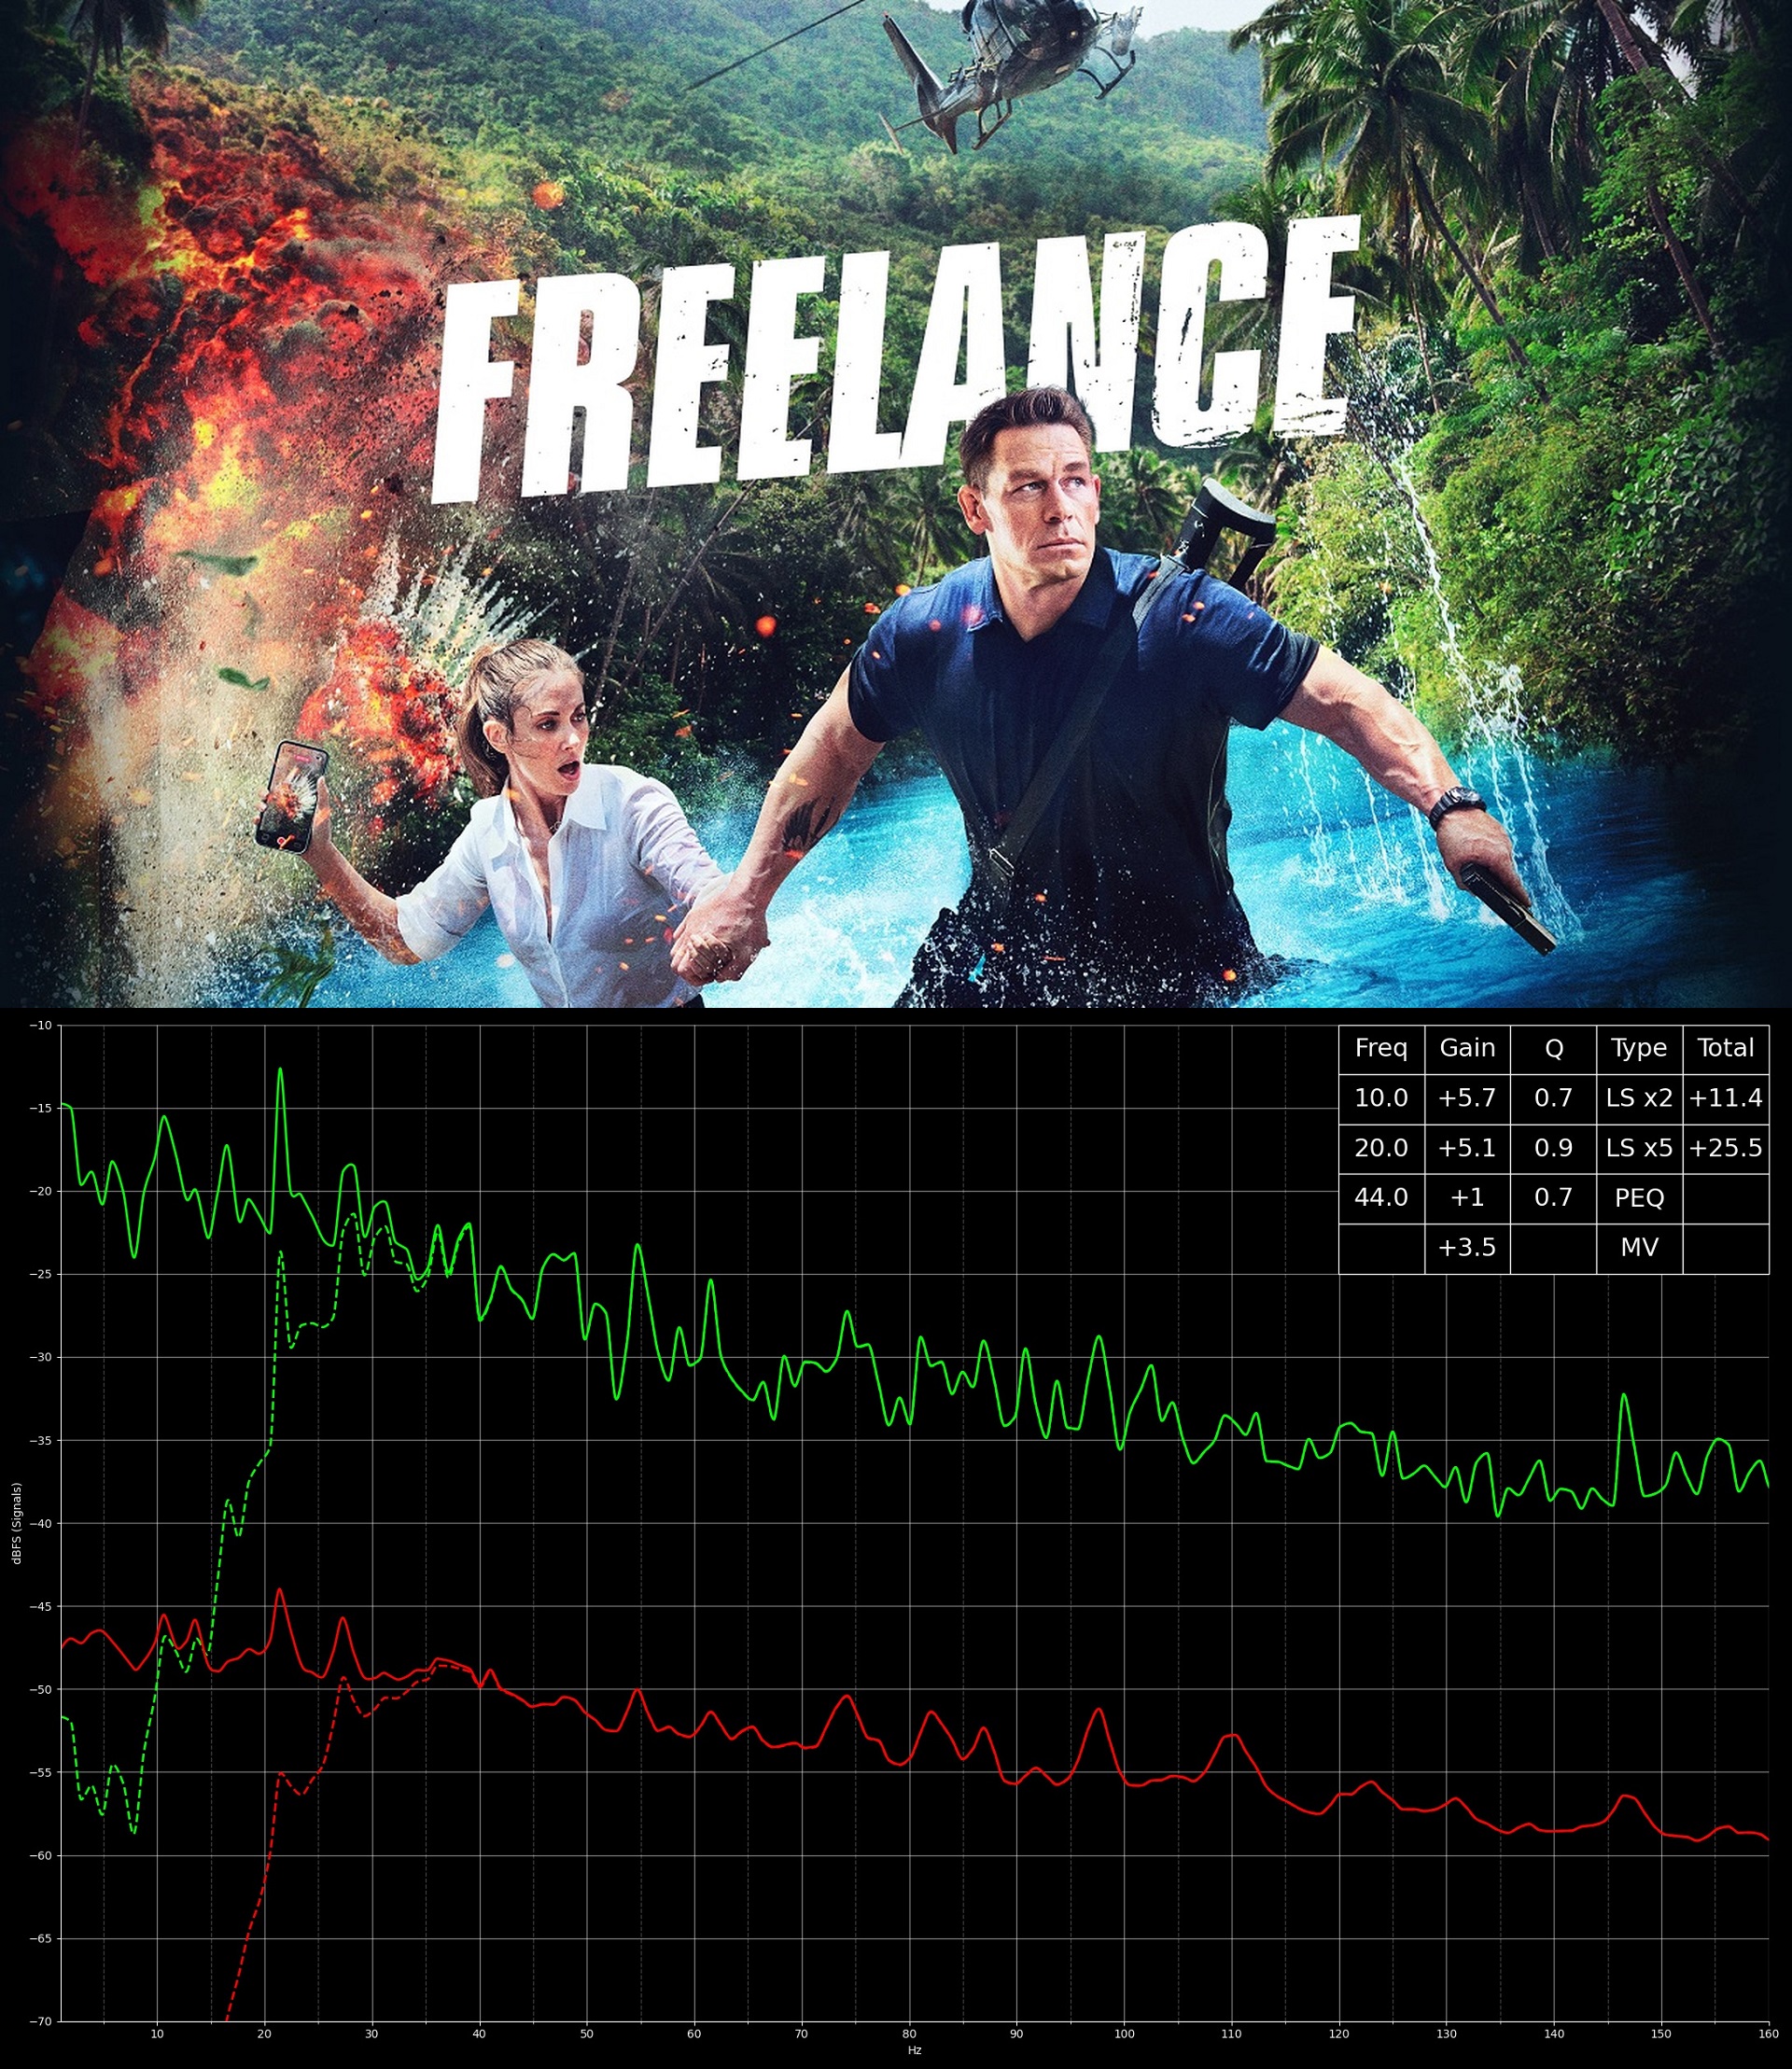 FREELANCE
Freq Gain Q Type Total
10.0 +5.7 0.7 LS x2 +11.4
20.0 +5.1 0.9 LS x5 +25.5
44.0 +1 0.7 PEQ
+3.5 MV
−10
−15
−20
−25
−30
−35
−40
−45
−50
−55
−60
−65
−70
dBFS (Signals)
10 20 30 40 50 60 70 80 90 100 110 120 130 140 150 160
Hz